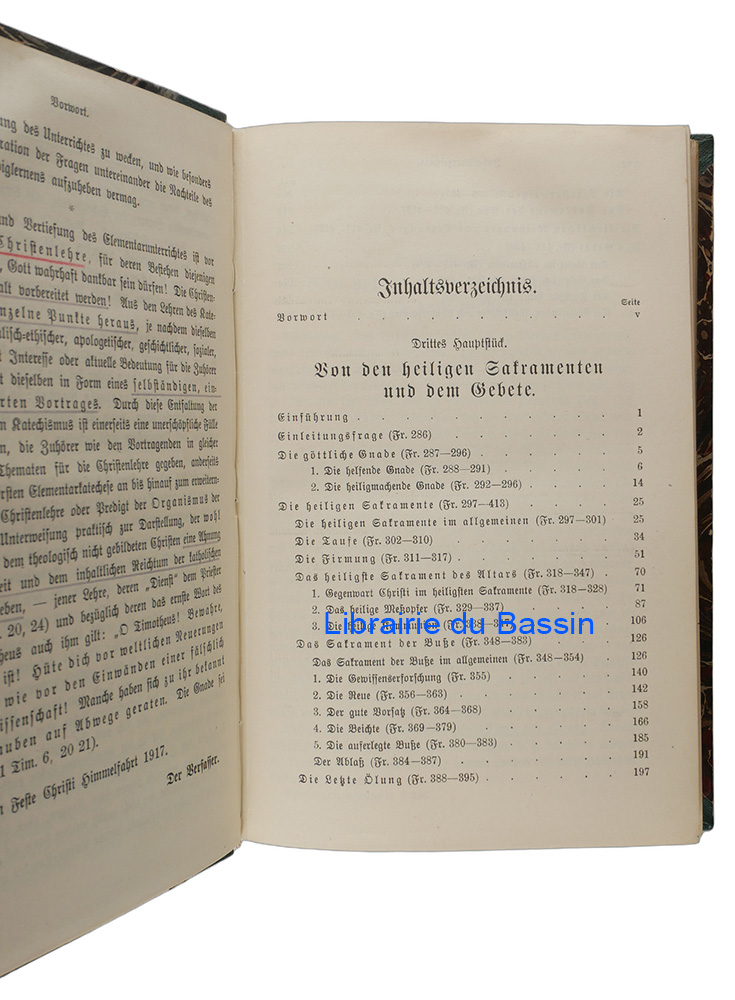 Vorwort.
ung des Unterrichtes zu wecken, und wie besonders
ration der Fragen untereinander die Nachteile des
iglernens aufzuheben vermag.
*
und Vertiefung des Elementarunterrichtes ist vor
Christenlehre, für deren Bestehen diejenigen
, Gott wahrhaft dankbar sein dürfen! Die Christen-
alt vorbereitet werden! Aus den Lehren des Kate-
nzelne Punkte heraus, je nachdem dieselben
lisch-ethischer, apologetischer, geschichtlicher, sozialer,
t Interesse oder aktuelle Bedeutung für die Zuhörer
t dieselben in Form eines selbständigen, ein-
rten Vortrages. Durch diese Entfaltung der
n Katechismus ist einerseits eine unerschöpfliche Fülle
n, die Zuhörer wie den Vortragenden in gleicher
Thematen für die Christenlehre gegeben, anderseits
rsten Elementarkatechese an bis hinauf zum erweitern-
Christenlehre oder Predigt der Organismus der
Unterweisung praktisch zur Darstellung, der wohl
dem theologisch nicht gebildeten Christen eine Ahnung
eit und dem inhaltlichen Reichtum der katholischen
eben, — jener Lehre, deren „Dienst" dem Priester
20, 24) und bezüglich deren das ernste Wort des
heus auch ihm gilt: „O Timotheus! Bewahre,
ist! Hüte dich vor weltlichen Neuerungen
wie vor den Einwänden einer fälschlich
issenschaft! Manche haben sich zu ihr bekannt
uben auf Abwege geraten. Die Gnade sei
1 Tim. 6, 20 21).
n Feste Christi Himmelfahrt 1917.
Der Verfasser.
Inhaltsverzeichnis.
Seite
Vorwort . . . . . . . . . . . V
Drittes Hauptstück.
Von den heiligen Sakramenten
und dem Gebete.
Einführung . . . . . . . . . . 1
Einleitungsfrage (Fr. 286) . . . . . . . 2
Die göttliche Gnade (Fr. 287—296) . . . . . 5
1. Die helfende Gnade (Fr. 288—291) . . . . 6
2. Die heiligmachende Gnade (Fr. 292—296) . . . 14
Die heiligen Sakramente (Fr. 297—413) . . . . 25
Die heiligen Sakramente im allgemeinen (Fr. 297—301) . 25
Die Taufe (Fr. 302—310) . . . . . . 34
Die Firmung (Fr. 311—317) . . . . . . 51
Das heiligste Sakrament des Altars (Fr. 318—347) . . 70
1. Gegenwart Christi im heiligsten Sakramente (Fr. 318—328) . 71
2. Das heilige Meßopfer (Fr. 329—337) . . . . 87
3. Die heilige Kommunion (Fr. 338—347) . . . 106
Librairie du Bassin
Das Sakrament der Buße (Fr. 348—383) . . . . 126
Das Sakrament der Buße im allgemeinen (Fr. 348—354) . . 126
1. Die Gewissenserforschung (Fr. 355) . . . . 140
2. Die Reue (Fr. 356—363) . . . . . . 142
3. Der gute Vorsatz (Fr. 364—368) . . . . . 158
4. Die Beichte (Fr. 369—379) . . . . . 166
5. Die auferlegte Buße (Fr. 380—383) . . . . 185
Der Ablaß (Fr. 384—387) . . . . . . 191
Die Letzte Ölung (Fr. 388—395) . . . . . 197